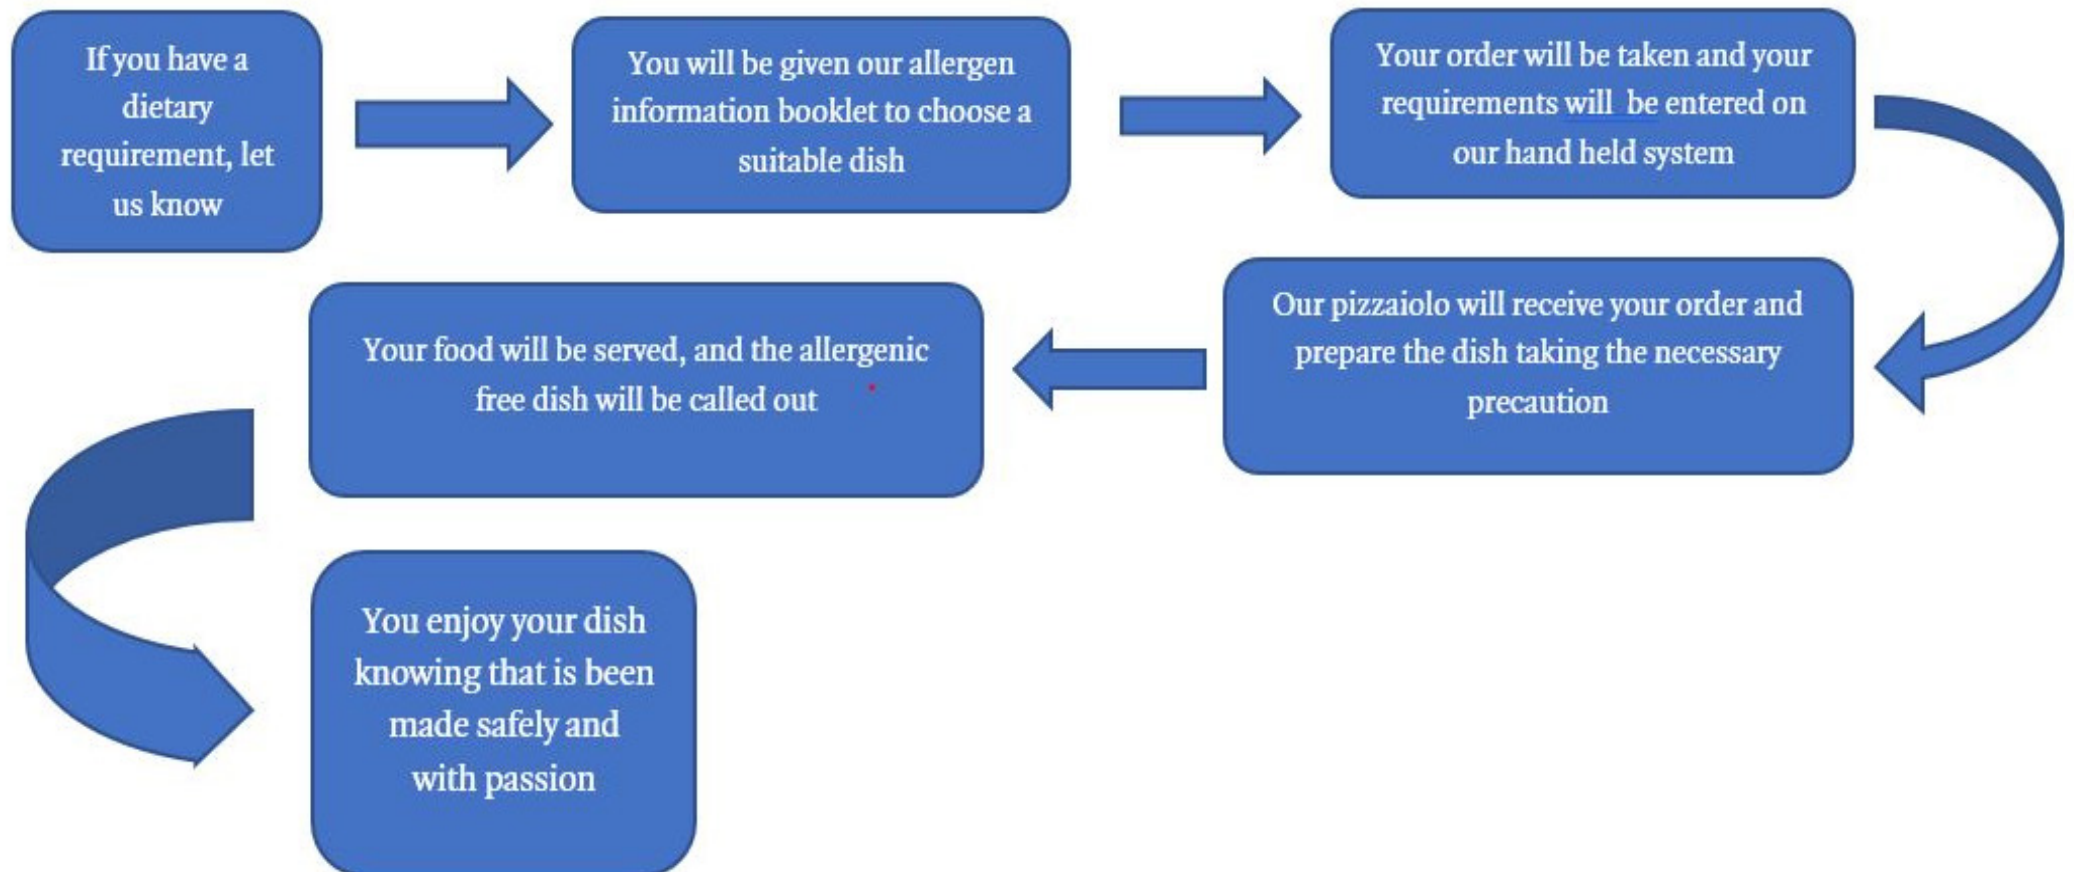 If you have a
dietary
requirement, let
us know
You will be given our allergen
information booklet to choose a
suitable dish
Your order will be taken and your
requirements will  be entered on
our hand held system
Our pizzaiolo will receive your order and
prepare the dish taking the necessary
precaution
Your food will be served, and the allergenic
free dish will be called out
You enjoy your dish
knowing that is been
made safely and
with passion